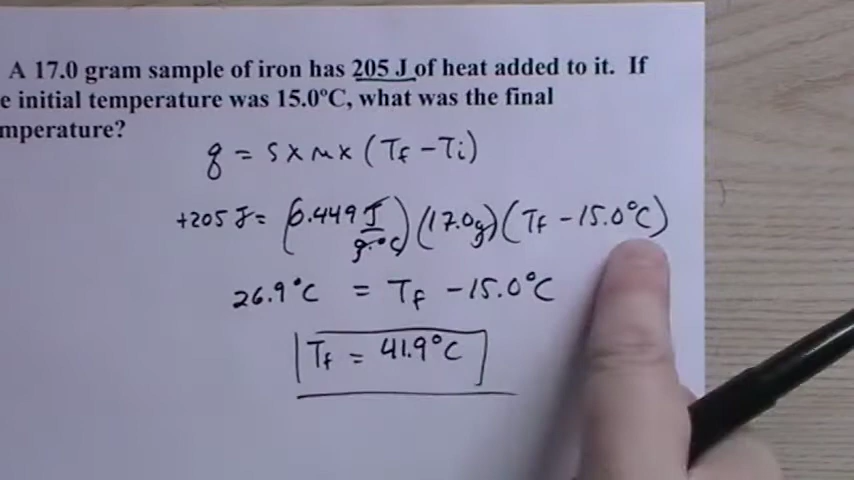 A 17.0 gram sample of iron has 205 J of heat added to it. If
e initial temperature was 15.0ºC, what was the final
mperature?
q = s x m x (Tf - Ti)
+205 J = (0.449 J/g·°C)(17.0g)(Tf - 15.0°C)
26.9°C = Tf - 15.0°C
Tf = 41.9°C